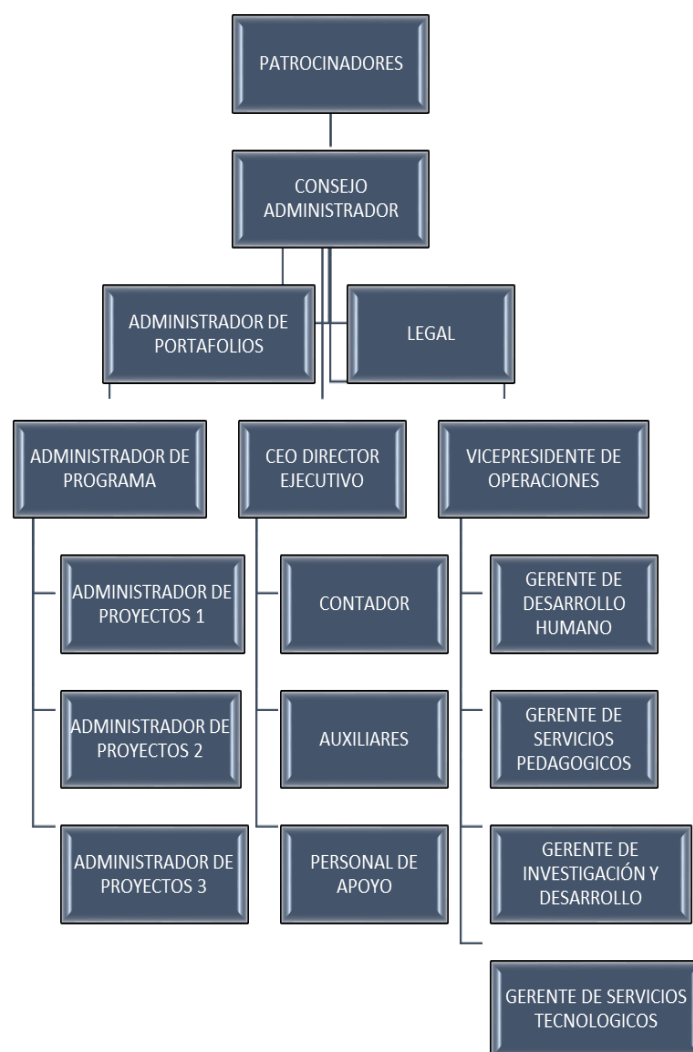 PATROCINADORES
CONSEJO
ADMINISTRADOR
ADMINISTRADOR DE
PORTAFOLIOS
LEGAL
ADMINISTRADOR DE
PROGRAMA
CEO DIRECTOR
EJECUTIVO
VICEPRESIDENTE DE
OPERACIONES
ADMINISTRADOR DE
PROYECTOS 1
CONTADOR
GERENTE DE
DESARROLLO
HUMANO
ADMINISTRADOR DE
PROYECTOS 2
AUXILIARES
GERENTE DE
SERVICIOS
PEDAGOGICOS
ADMINISTRADOR DE
PROYECTOS 3
PERSONAL DE
APOYO
GERENTE DE
INVESTIGACIÓN Y
DESARROLLO
GERENTE DE SERVICIOS
TECNOLOGICOS